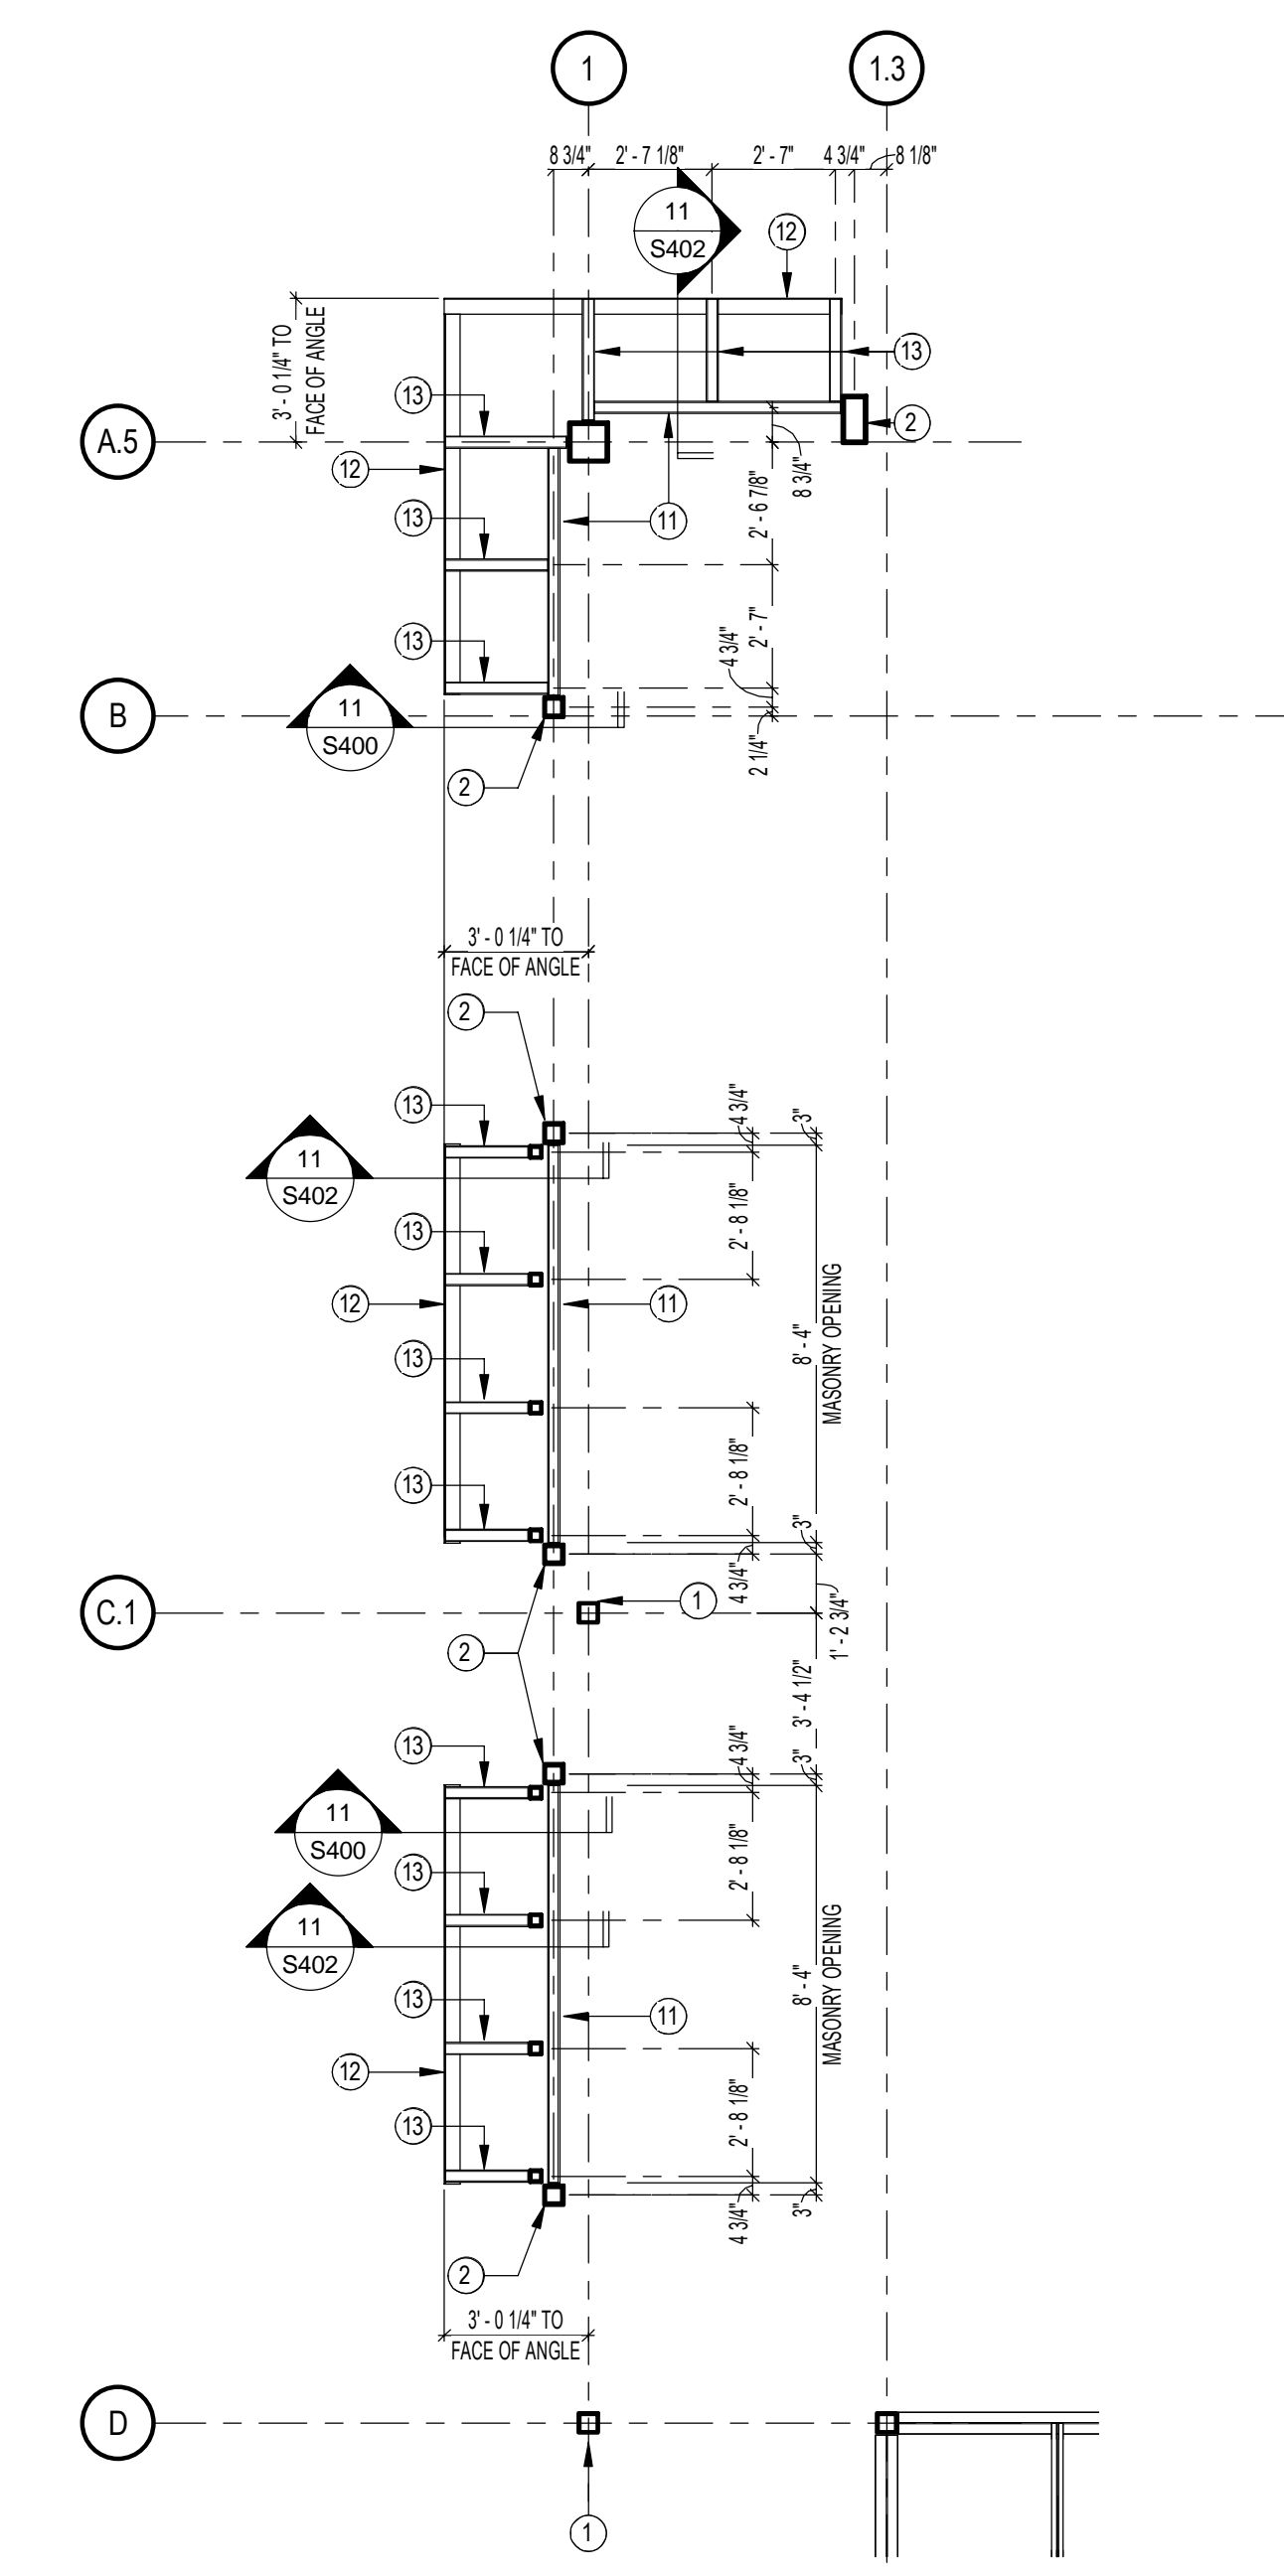 1
1.3
8 3/4"
2' - 7 1/8"
2' - 7"
4 3/4"
8 1/8"
11
S402
12
3' - 0 1/4" TO
FACE OF ANGLE
13
13
2
A.5
12
8 3/4"
2' - 6 7/8"
13
11
2' - 7"
13
4 3/4"
B
11
S400
2 1/4"
2
3' - 0 1/4" TO
FACE OF ANGLE
2
13
4 3/4"
3"
11
S402
2' - 8 1/8"
13
12
11
8' - 4"
MASONRY OPENING
13
2' - 8 1/8"
13
3"
4 3/4"
C.1
1
1' - 2 3/4"
2
3' - 4 1/2"
13
4 3/4"
3"
11
S400
2' - 8 1/8"
13
11
S402
8' - 4"
MASONRY OPENING
13
11
12
2' - 8 1/8"
13
4 3/4"
3"
2
3' - 0 1/4" TO
FACE OF ANGLE
D
1